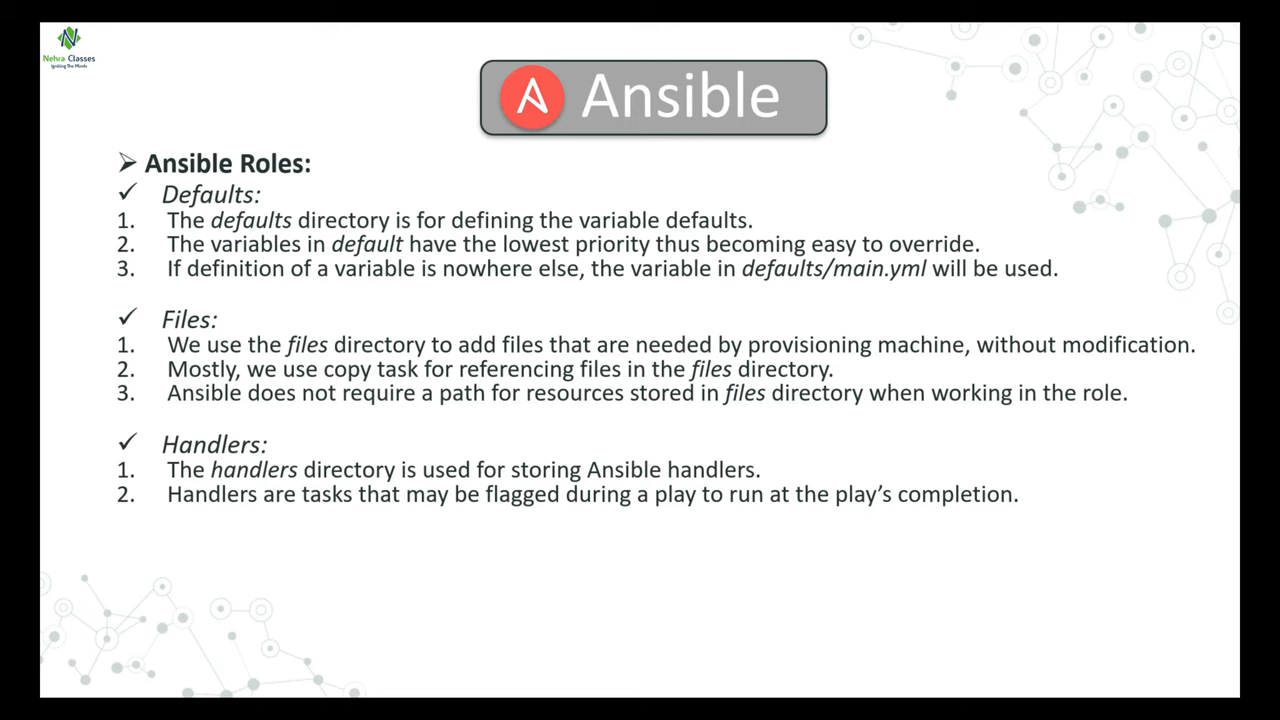 Nehra Classes
Igniting The Minds
Ansible
Ansible Roles:
Defaults:
1. The defaults directory is for defining the variable defaults.
2. The variables in default have the lowest priority thus becoming easy to override.
3. If definition of a variable is nowhere else, the variable in defaults/main.yml will be used.
Files:
1. We use the files directory to add files that are needed by provisioning machine, without modification.
2. Mostly, we use copy task for referencing files in the files directory.
3. Ansible does not require a path for resources stored in files directory when working in the role.
Handlers:
1. The handlers directory is used for storing Ansible handlers.
2. Handlers are tasks that may be flagged during a play to run at the play’s completion.